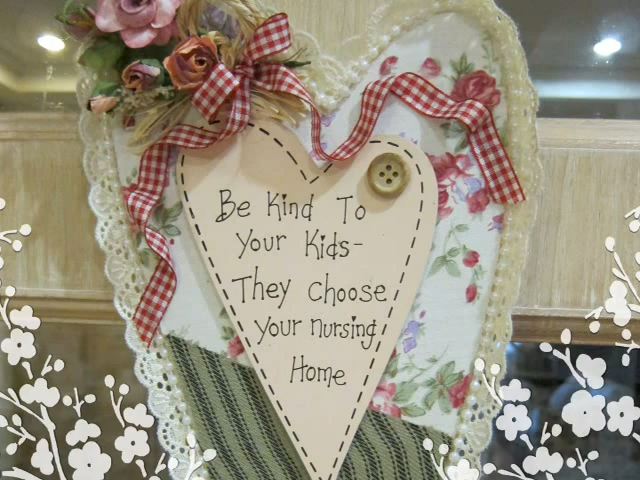 Be Kind To
Your Kids-
They Choose
Your nursing
Home